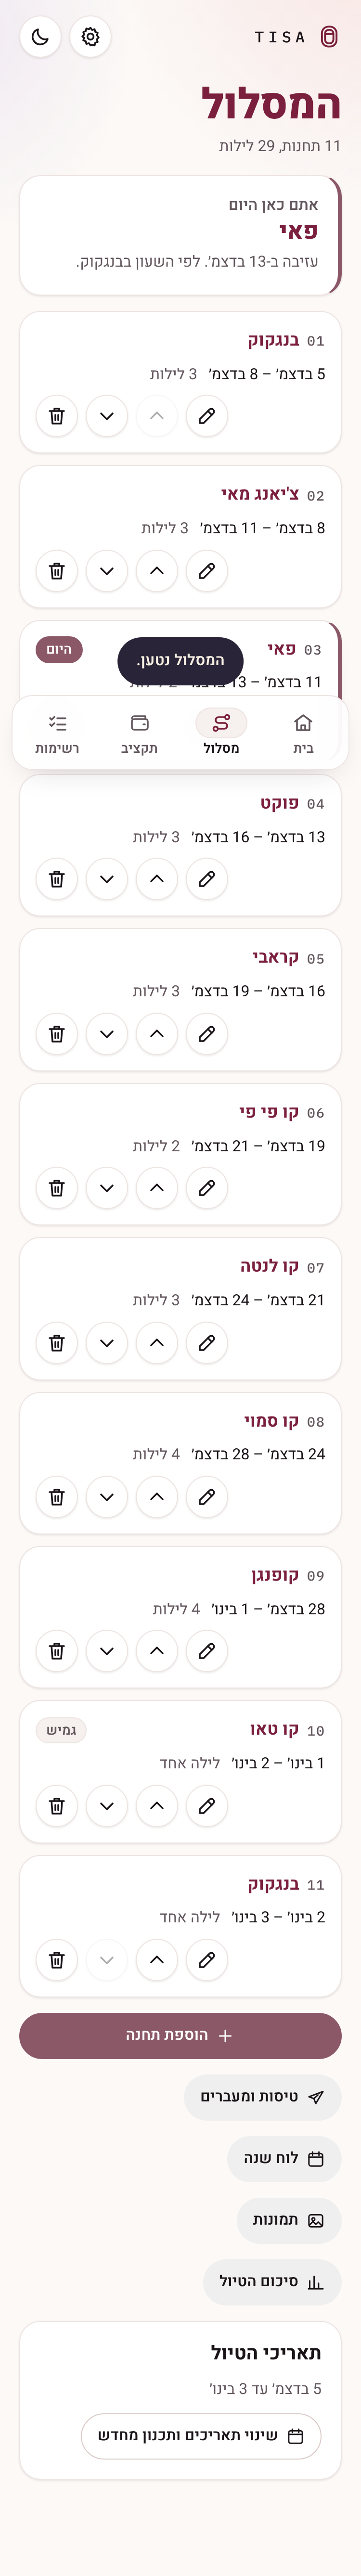 TISA
המסלול
11 תחנות, 29 לילות
אתם כאן היום
פאי
עזיבה ב-13 בדצמ׳. לפי השעון בבנגקוק.
01 בנגקוק
5 בדצמ׳ – 8 בדצמ׳ 3 לילות
02 צ'יאנג מאי
8 בדצמ׳ – 11 בדצמ׳ 3 לילות
03 פאי היום
המסלול נטען.
11 בדצמ׳ – 13
בית מסלול תקציב רשימות
04 פוקט
13 בדצמ׳ – 16 בדצמ׳ 3 לילות
05 קראבי
16 בדצמ׳ – 19 בדצמ׳ 3 לילות
06 קו פי פי
19 בדצמ׳ – 21 בדצמ׳ 2 לילות
07 קו לנטה
21 בדצמ׳ – 24 בדצמ׳ 3 לילות
08 קו סמוי
24 בדצמ׳ – 28 בדצמ׳ 4 לילות
09 קופנגן
28 בדצמ׳ – 1 בינו׳ 4 לילות
10 קו טאו גמיש
1 בינו׳ – 2 בינו׳ לילה אחד
11 בנגקוק
2 בינו׳ – 3 בינו׳ לילה אחד
הוספת תחנה
טיסות ומעברים
לוח שנה
תמונות
סיכום הטיול
תאריכי הטיול
5 בדצמ׳ עד 3 בינו׳
שינוי תאריכים ותכנון מחדש